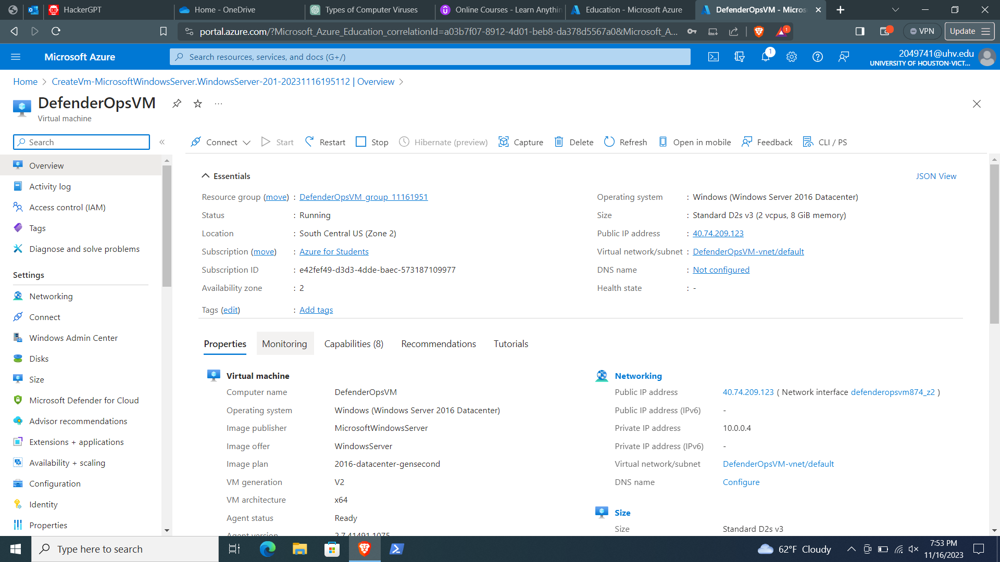 HackerGPT
Home - OneDrive
Types of Computer Viruses
Online Courses - Learn Anythin
Education - Microsoft Azure
DefenderOpsVM - Micros
portal.azure.com/?Microsoft_Azure_Education_correlationId=a03b7f07-8912-4d01-beb8-da378d5567a0&Microsoft_A...
1
VPN
Update
Microsoft Azure
Search resources, services, and docs (G+/)
1
2049741@uhv.edu
UNIVERSITY OF HOUSTON-VICT...
Home > CreateVm-MicrosoftWindowsServer.WindowsServer-201-20231116195112 | Overview >
DefenderOpsVM
...
Virtual machine
Search
«
Connect
Start
Restart
Stop
Hibernate (preview)
Capture
Delete
Refresh
Open in mobile
Feedback
CLI / PS
Overview
Activity log
Access control (IAM)
Tags
Diagnose and solve problems
Settings
Networking
Connect
Windows Admin Center
Disks
Size
Microsoft Defender for Cloud
Advisor recommendations
Extensions + applications
Availability + scaling
Configuration
Identity
Properties
Essentials
JSON View
Resource group (move) : DefenderOpsVM_group_11161951
Status : Running
Location : South Central US (Zone 2)
Subscription (move) : Azure for Students
Subscription ID : e42fef49-d3d3-4dde-baec-573187109977
Availability zone : 2
Tags (edit) : Add tags
Operating system : Windows (Windows Server 2016 Datacenter)
Size : Standard D2s v3 (2 vcpus, 8 GiB memory)
Public IP address : 40.74.209.123
Virtual network/subnet : DefenderOpsVM-vnet/default
DNS name : Not configured
Health state : -
Properties
Monitoring
Capabilities (8)
Recommendations
Tutorials
Virtual machine
Computer name DefenderOpsVM
Operating system Windows (Windows Server 2016 Datacenter)
Image publisher MicrosoftWindowsServer
Image offer WindowsServer
Image plan 2016-datacenter-gensecond
VM generation V2
VM architecture x64
Agent status Ready
Agent version 2.7.41491.1075
Networking
Public IP address 40.74.209.123 ( Network interface defenderopsvm874_z2 )
Public IP address (IPv6) -
Private IP address 10.0.0.4
Private IP address (IPv6) -
Virtual network/subnet DefenderOpsVM-vnet/default
DNS name Configure
Size
Size Standard D2s v3
Type here to search
62°F Cloudy
7:53 PM
11/16/2023